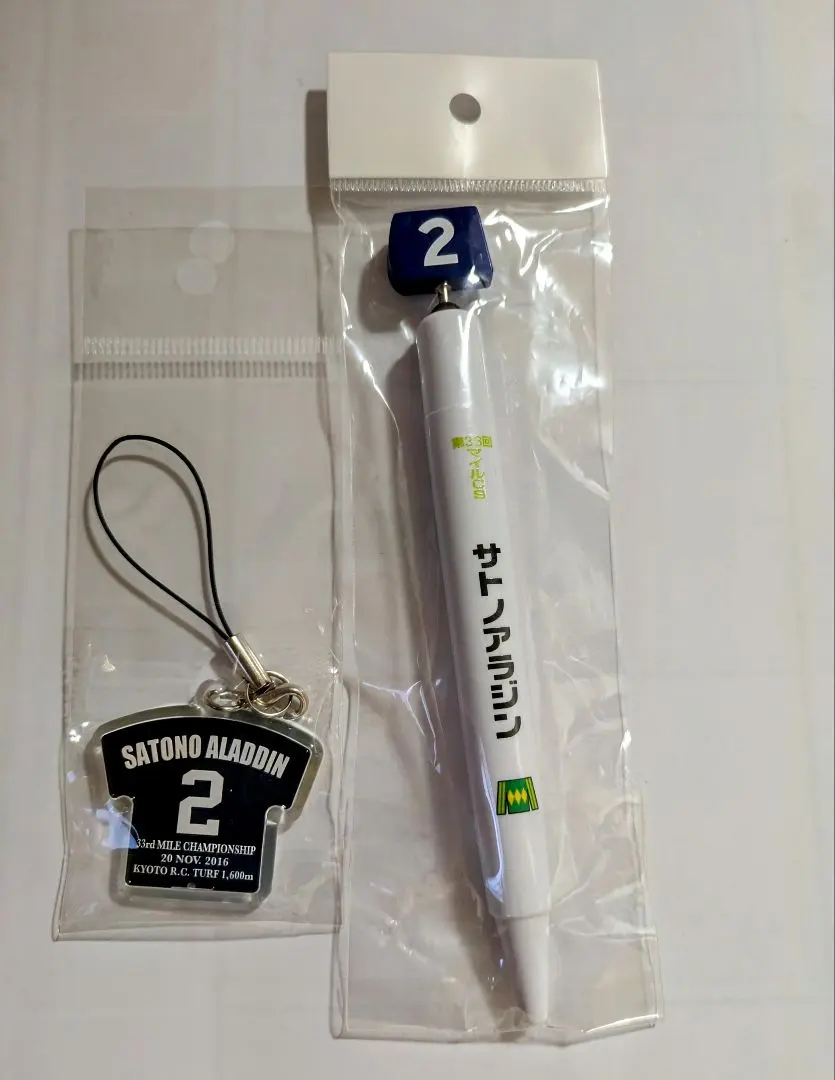 SATONO ALADDIN
2
33rd MILE CHAMPIONSHIP
20 NOV. 2016
KYOTO R.C. TURF 1,600m
2
第33回
マイルCS
サトノアラジン